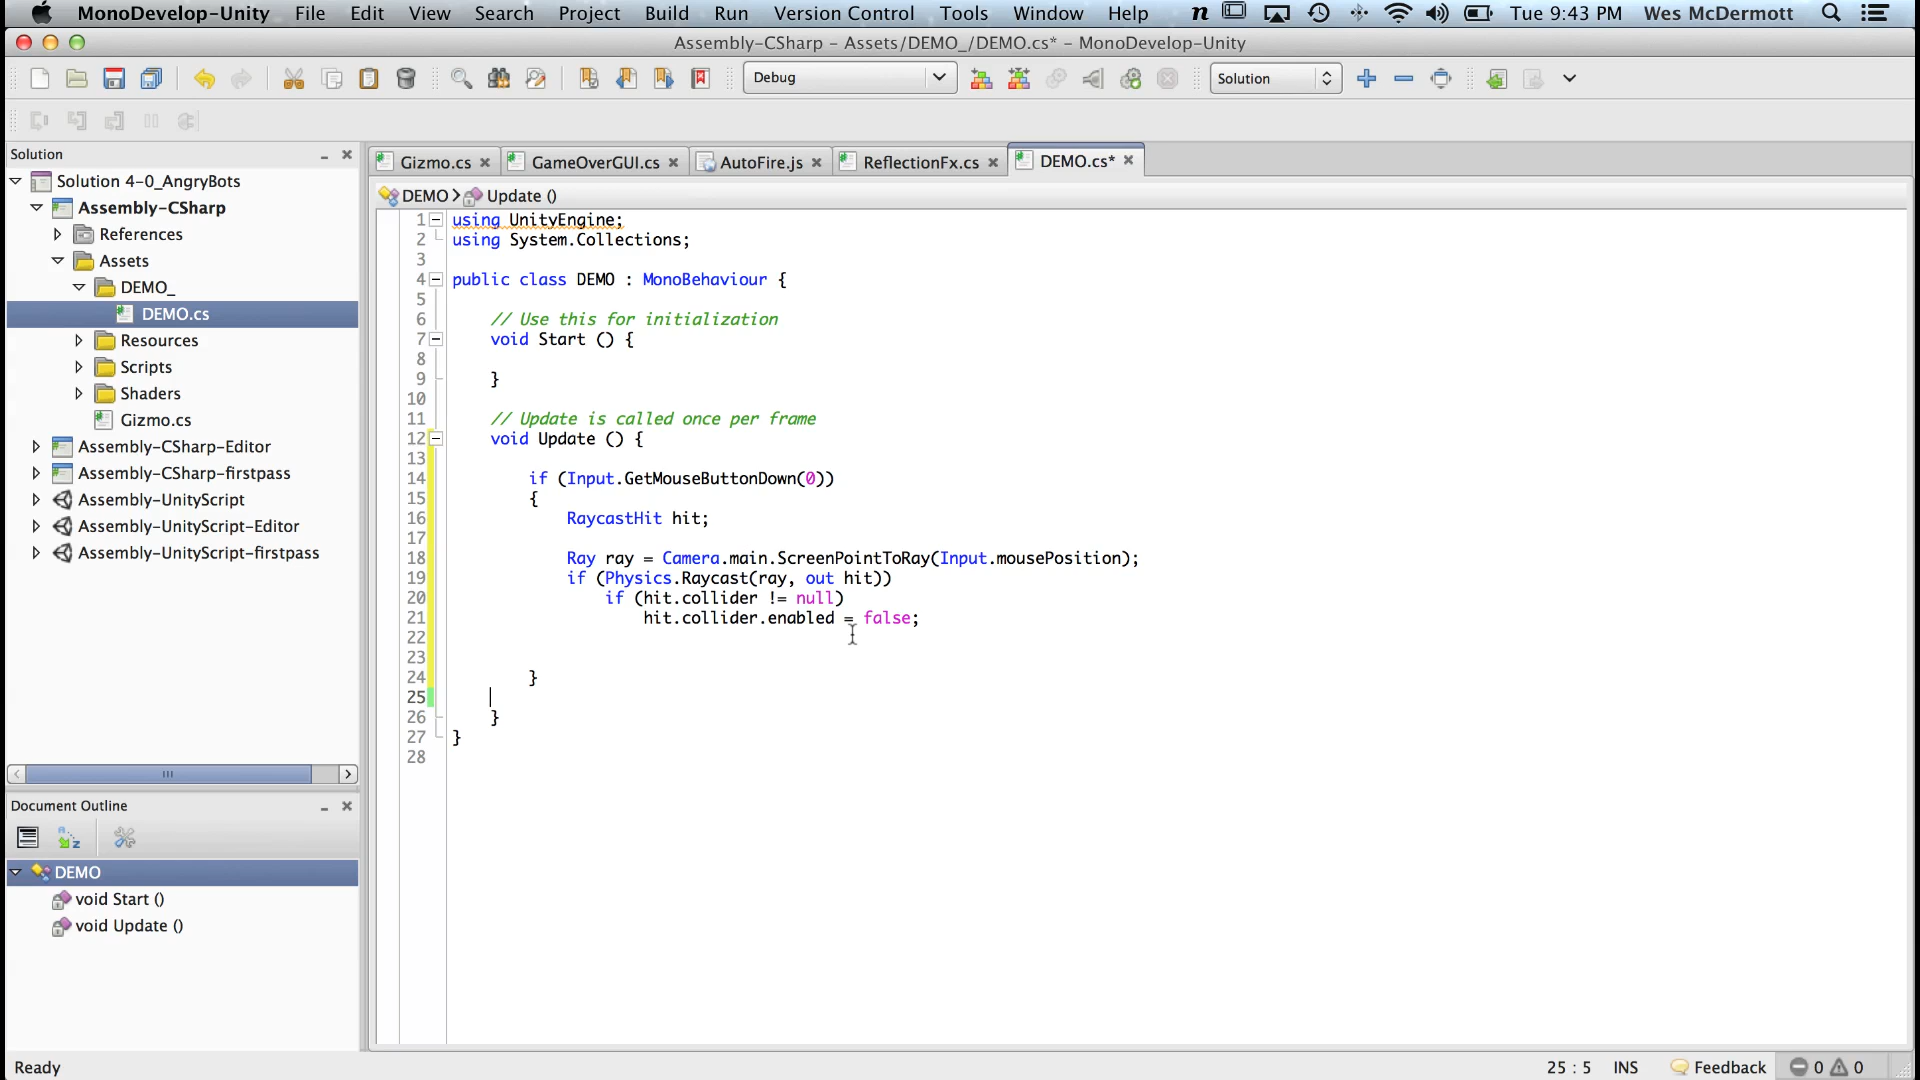 MonoDevelop-Unity File Edit View Search Project Build Run Version Control Tools Window Help n Tue 9:43 PM Wes McDermott
Assembly-CSharp – Assets/DEMO_/DEMO.cs* – MonoDevelop-Unity
Debug Solution
Solution
Gizmo.cs GameOverGUI.cs AutoFire.js ReflectionFx.cs DEMO.cs*
Solution 4-0_AngryBots
Assembly-CSharp
References
Assets
DEMO_
DEMO.cs
Resources
Scripts
Shaders
Gizmo.cs
Assembly-CSharp-Editor
Assembly-CSharp-firstpass
Assembly-UnityScript
Assembly-UnityScript-Editor
Assembly-UnityScript-firstpass
Document Outline
DEMO
void Start ()
void Update ()
DEMO Update ()
1 using UnityEngine;
2 using System.Collections;
3
4 public class DEMO : MonoBehaviour {
5
6 // Use this for initialization
7 void Start () {
8
9 }
10
11 // Update is called once per frame
12 void Update () {
13
14 if (Input.GetMouseButtonDown(0))
15 {
16 RaycastHit hit;
17
18 Ray ray = Camera.main.ScreenPointToRay(Input.mousePosition);
19 if (Physics.Raycast(ray, out hit))
20 if (hit.collider != null)
21 hit.collider.enabled = false;
22
23
24 }
25
26 }
27 }
28
Ready 25 : 5 INS Feedback 0 0